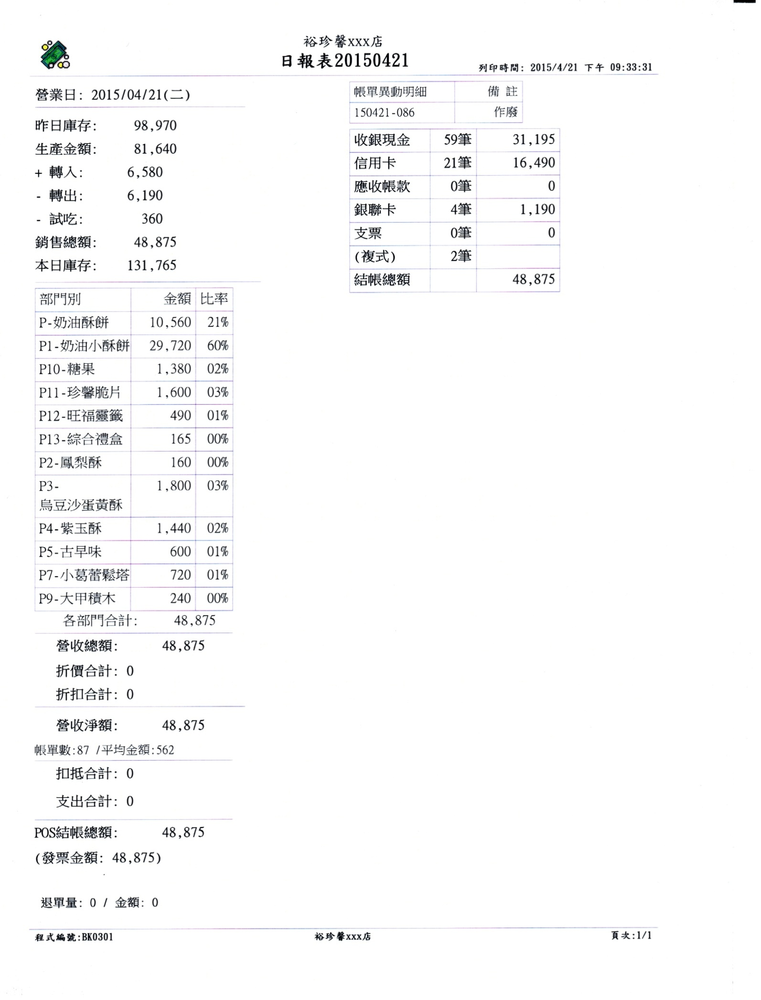 裕珍馨xxx店
日報表20150421
列印時間: 2015/4/21 下午 09:33:31
營業日: 2015/04/21(二)
昨日庫存: 98,970
生產金額: 81,640
+ 轉入: 6,580
- 轉出: 6,190
- 試吃: 360
銷售總額: 48,875
本日庫存: 131,765
部門別 金額 比率
P-奶油酥餅 10,560 21%
P1-奶油小酥餅 29,720 60%
P10-糖果 1,380 02%
P11-珍馨脆片 1,600 03%
P12-旺福靈籤 490 01%
P13-綜合禮盒 165 00%
P2-鳳梨酥 160 00%
P3- 1,800 03%
烏豆沙蛋黃酥
P4-紫玉酥 1,440 02%
P5-古早味 600 01%
P7-小葛蕾鬆塔 720 01%
P9-大甲積木 240 00%
各部門合計: 48,875
營收總額: 48,875
折價合計: 0
折扣合計: 0
營收淨額: 48,875
帳單數:87 /平均金額:562
扣抵合計: 0
支出合計: 0
POS結帳總額: 48,875
(發票金額: 48,875)
退單量: 0 / 金額: 0
帳單異動明細 備 註
150421-086 作廢
收銀現金 59筆 31,195
信用卡 21筆 16,490
應收帳款 0筆 0
銀聯卡 4筆 1,190
支票 0筆 0
(複式) 2筆
結帳總額 48,875
程式編號:BK0301
裕珍馨xxx店
頁次:1/1